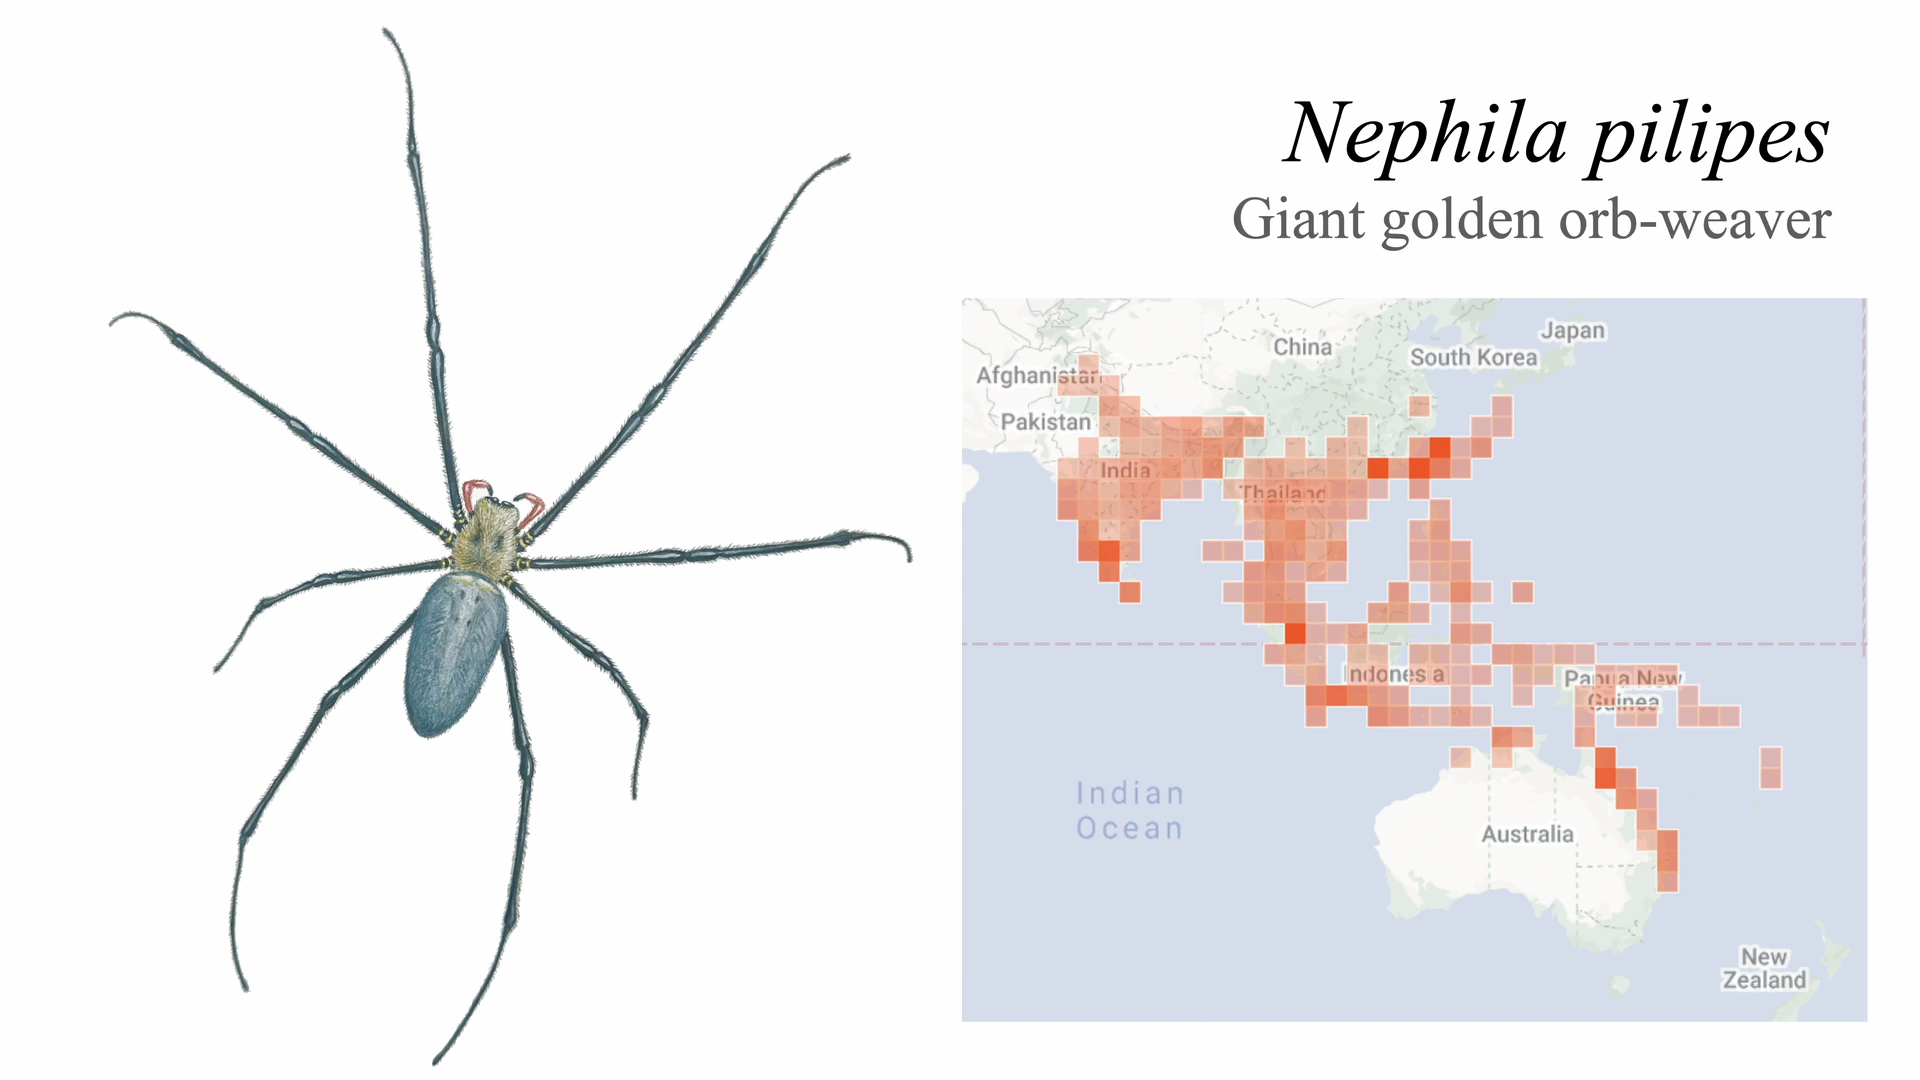 Nephila pilipes
Giant golden orb-weaver
Japan
China
South Korea
Afghanistan
Pakistan
India
Thailand
Indones a
Papua New
Guinea
Indian
Ocean
Australia
New
Zealand